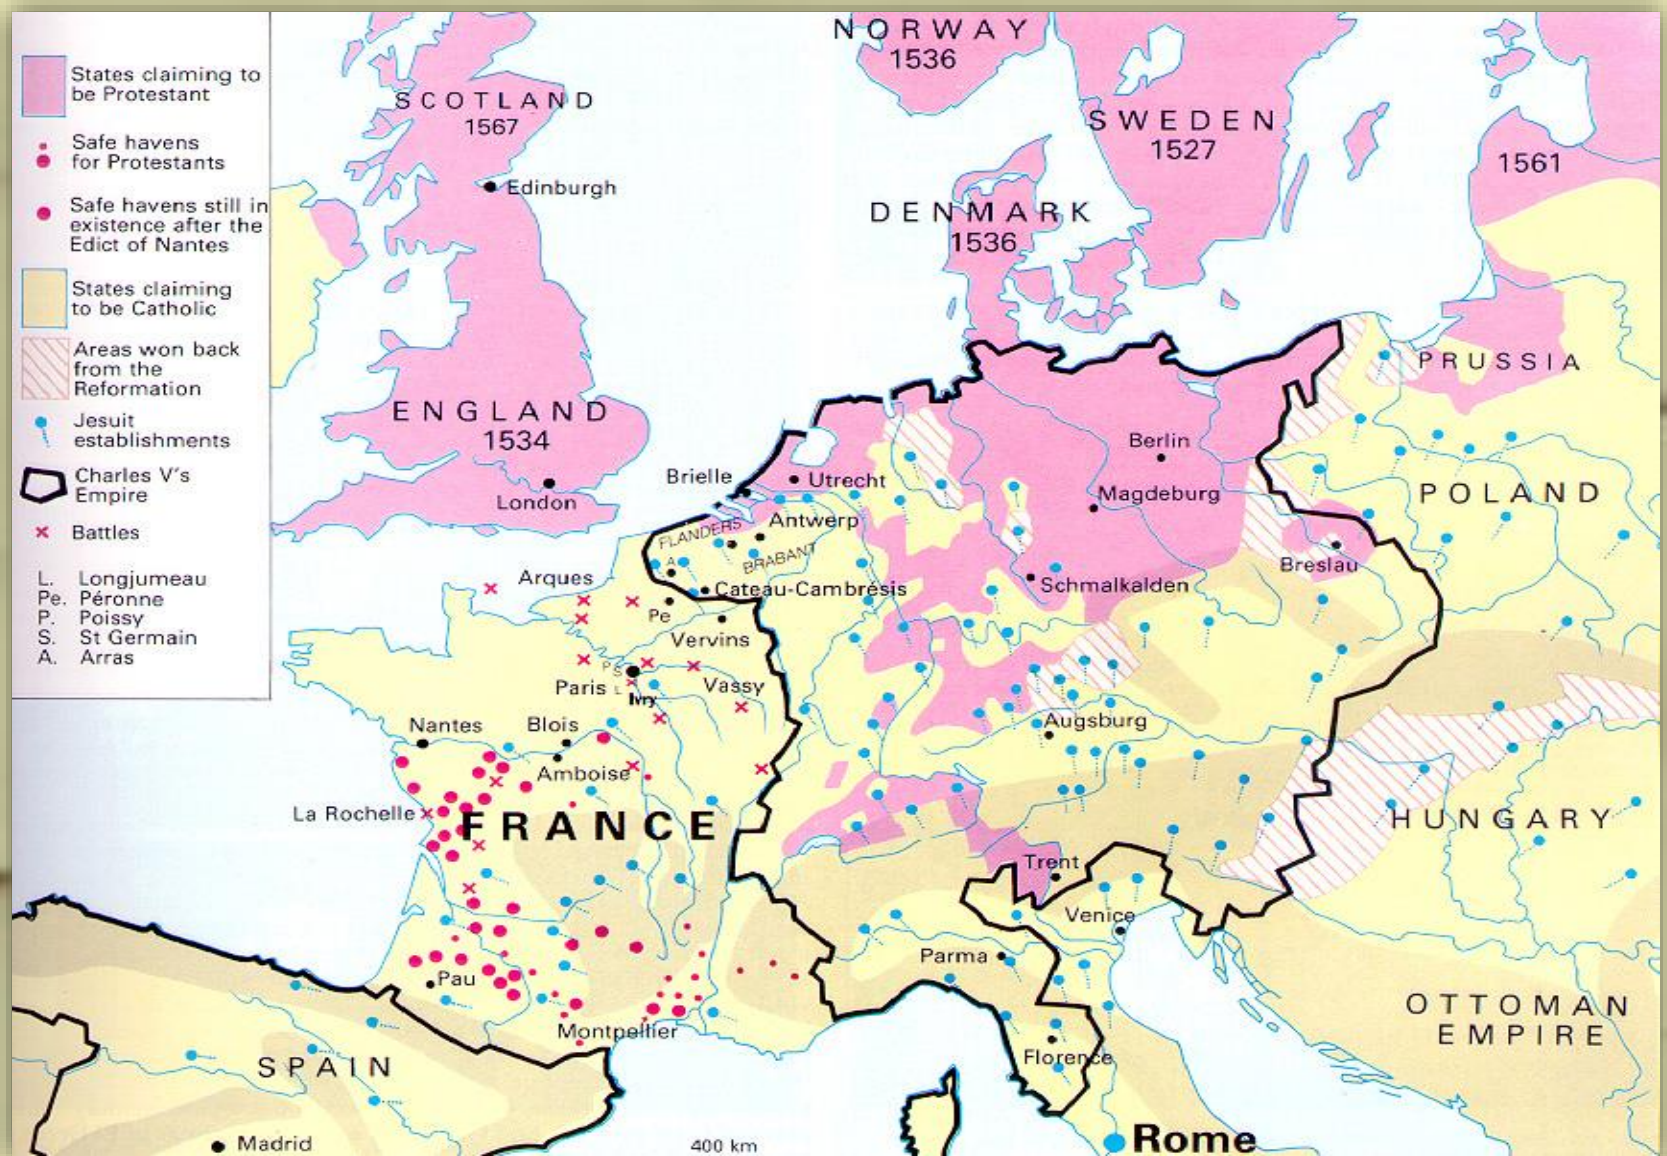 States claiming to
be Protestant
Safe havens
for Protestants
Safe havens still in
existence after the
Edict of Nantes
States claiming
to be Catholic
Areas won back
from the
Reformation
Jesuit
establishments
Charles V's
Empire
Battles
L. Longjumeau
Pe. Péronne
P. Poissy
S. St Germain
A. Arras
NORWAY
1536
SCOTLAND
1567
SWEDEN
1527
1561
Edinburgh
DENMARK
1536
PRUSSIA
ENGLAND
1534
London
Brielle
Utrecht
Berlin
Magdeburg
POLAND
FLANDERS
Antwerp
BRABANT
A
Breslau
Arques
Cateau-Cambrésis
Schmalkalden
Pe
Vervins
P
S
Paris
L
Ivry
Vassy
Nantes
Blois
Augsburg
Amboise
La Rochelle
FRANCE
HUNGARY
Trent
Venice
Parma
Pau
OTTOMAN
EMPIRE
Montpellier
Florence
SPAIN
Madrid
400 km
Rome